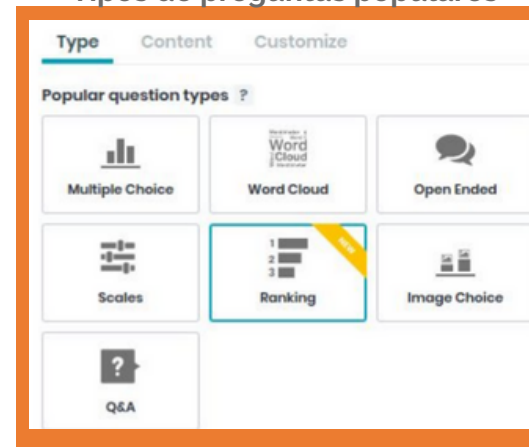 Tipos de preguntas populares
Type Content Customize
Popular question types ?
Word
Cloud
Multiple Choice Word Cloud Open Ended
1
2
3
NEW
Scales Ranking Image Choice
?
Q&A